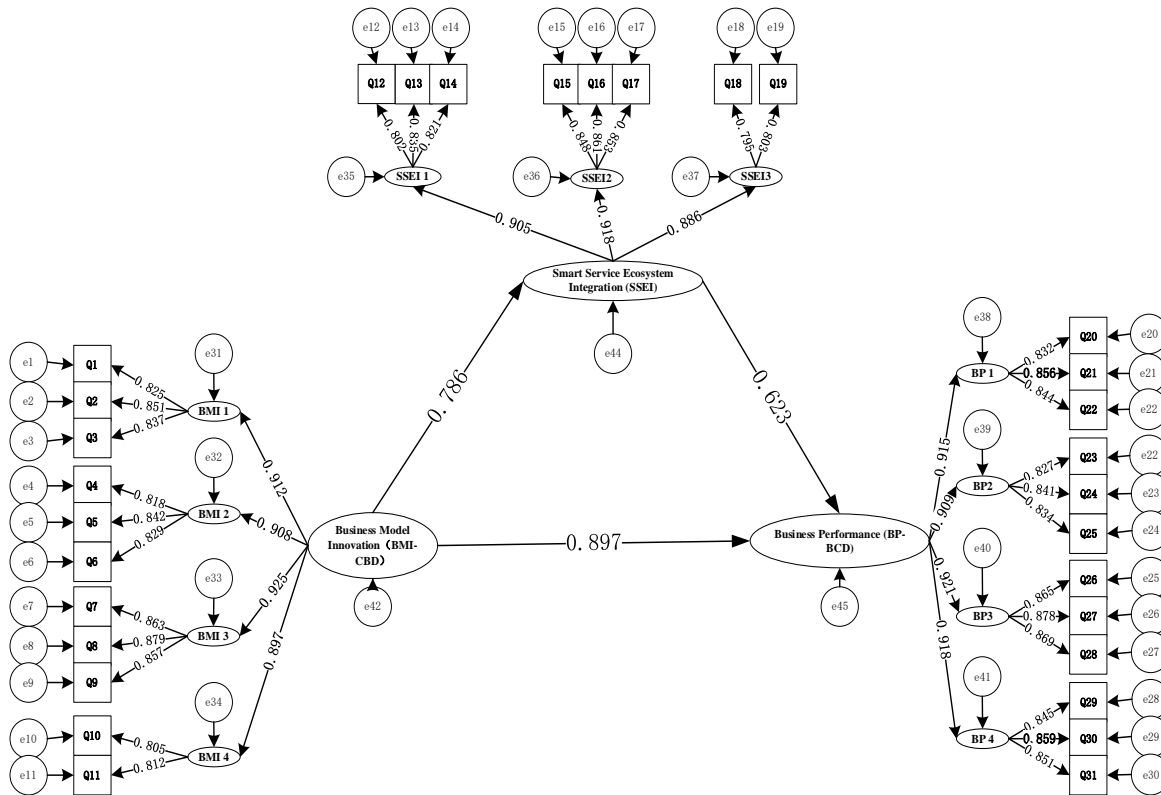 e12 e13 e14 e15 e16 e17 e18 e19
Q12 Q13 Q14 Q15 Q16 Q17 Q18 Q19
0.802 0.835 0.821 0.848 0.861 0.853 0.795 0.803
e35 SSEI 1 e36 SSEI2 e37 SSEI3
0.905 0.918 0.886
Smart Service Ecosystem
Integration (SSEI)
e44
0.786
0.623
e1 Q1 0.825
e2 Q2 0.851
e3 Q3 0.837
e31
BMI 1
e4 Q4 0.818
e5 Q5 0.842
e6 Q6 0.829
e32
BMI 2
e7 Q7 0.863
e8 Q8 0.879
e9 Q9 0.857
e33
BMI 3
e10 Q10 0.805
e11 Q11 0.812
e34
BMI 4
0.912
0.908
0.925
0.897
Business Model
Innovation（BMI-
CBD）
e42
0.897
Business Performance (BP-
BCD)
e45
0.915
0.909
0.921
0.918
e38
BP 1
0.832 Q20 e20
0.856 Q21 e21
0.844 Q22 e22
e39
BP2
0.827 Q23 e22
0.841 Q24 e23
0.834 Q25 e24
e40
BP3
0.865 Q26 e25
0.878 Q27 e26
0.869 Q28 e27
e41
BP 4
0.845 Q29 e28
0.859 Q30 e29
0.851 Q31 e30